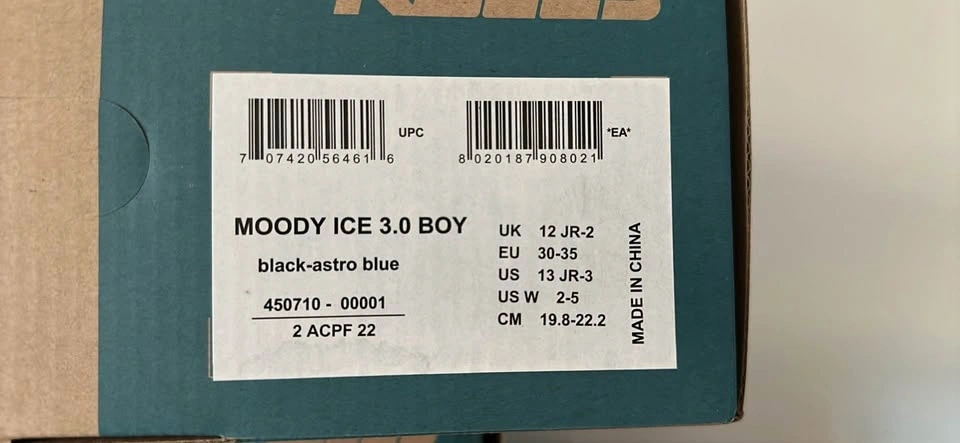 7 07420 56461 6
UPC
8 020187 908021
*EA*
MOODY ICE 3.0 BOY
black-astro blue
450710 - 00001
2 ACPF 22
UK 12 JR-2
EU 30-35
US 13 JR-3
US W 2-5
CM 19.8-22.2
MADE IN CHINA